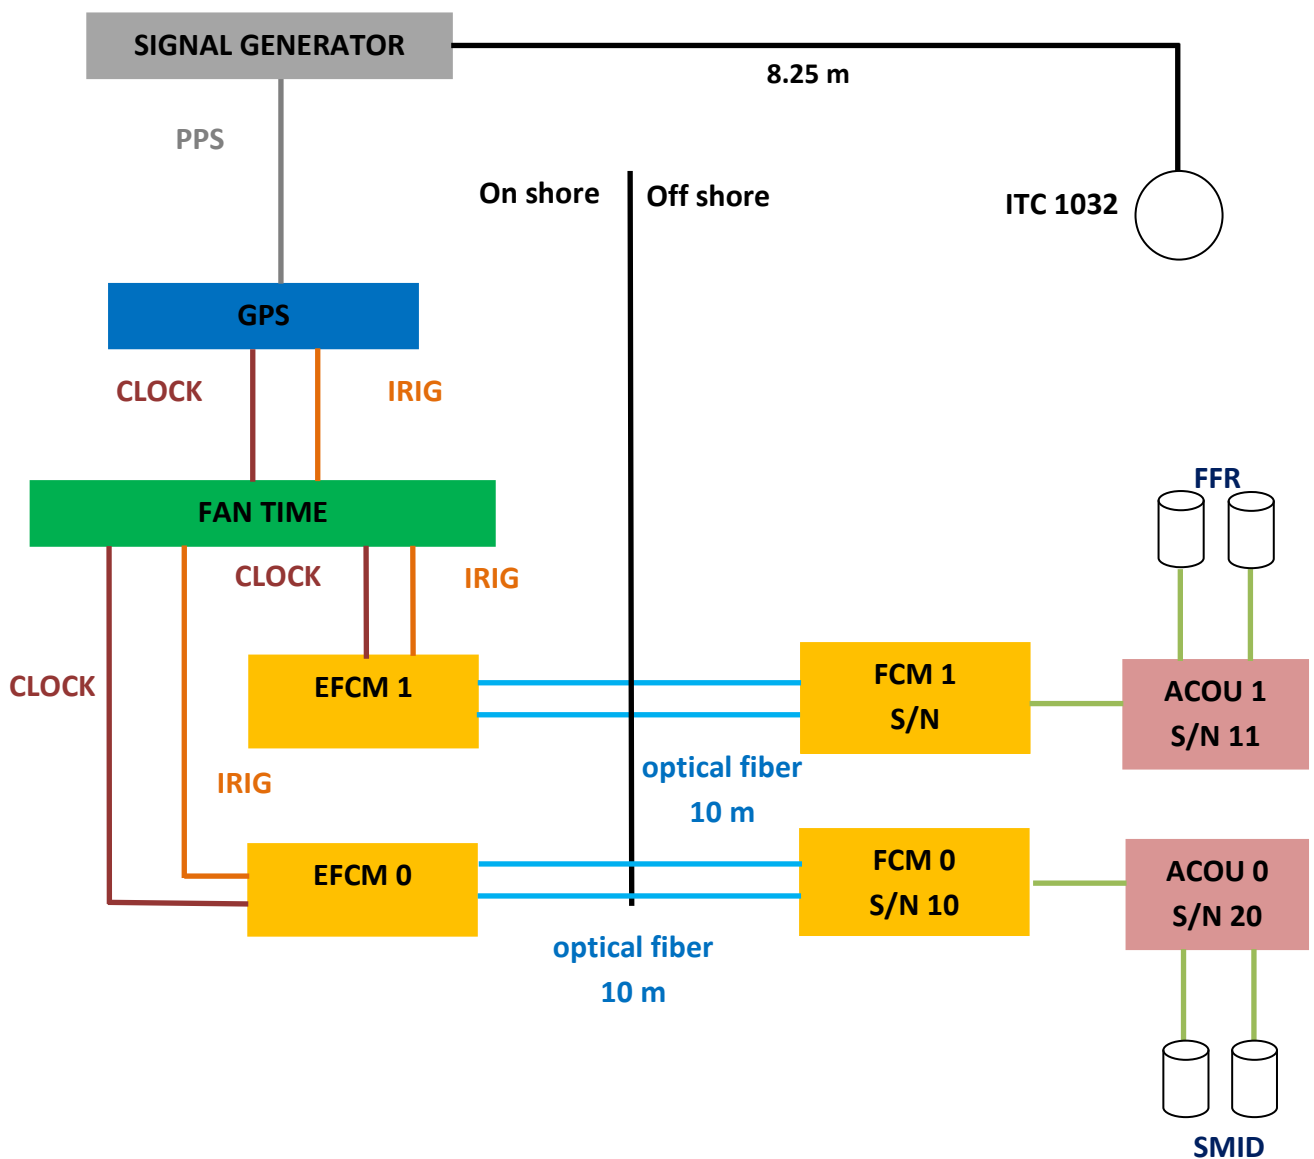 SIGNAL GENERATOR
8.25 m
PPS
On shore
Off shore
ITC 1032
GPS
CLOCK
IRIG
FFR
FAN TIME
CLOCK
IRIG
CLOCK
EFCM 1
FCM 1
S/N
ACOU 1
S/N 11
optical fiber
10 m
IRIG
EFCM 0
FCM 0
S/N 10
ACOU 0
S/N 20
optical fiber
10 m
SMID